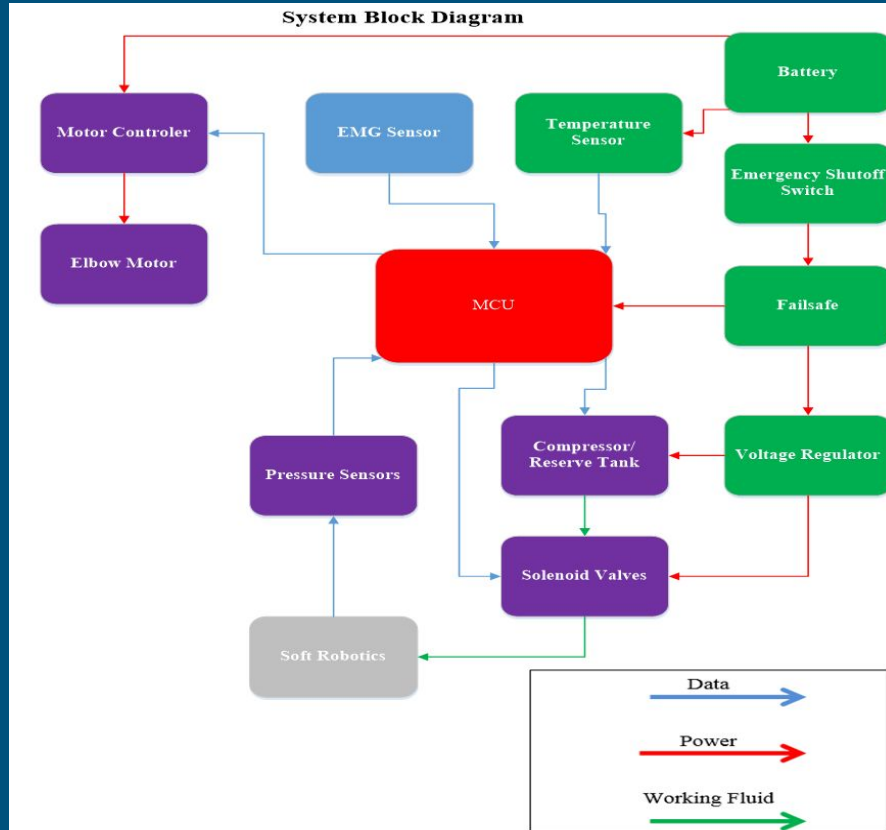 System Block Diagram
Battery
Motor Controler
EMG Sensor
Temperature
Sensor
Emergency Shutoff
Switch
Elbow Motor
MCU
Failsafe
Pressure Sensors
Compressor/
Reserve Tank
Voltage Regulator
Solenoid Valves
Soft Robotics
Data
Power
Working Fluid